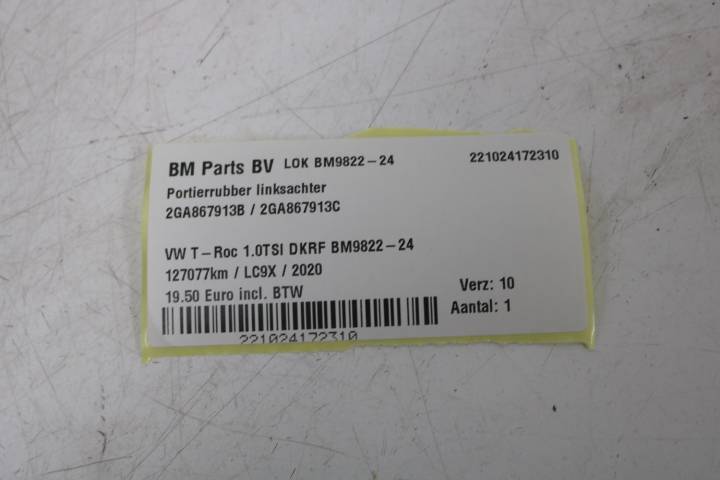 BM Parts BV LOK BM9822-24 221024172310
Portierrubber linksachter
2GA867913B / 2GA867913C
VW T-Roc 1.0TSI DKRF BM9822-24
127077km / LC9X / 2020
19.50 Euro incl. BTW
Verz: 10
Aantal: 1
221024172310